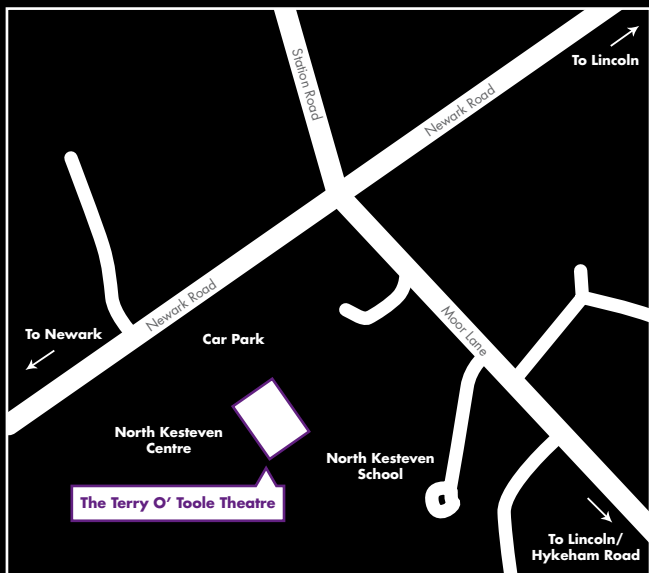 To Lincoln
Station Road
Newark Road
Newark Road
To Newark
Car Park
Moor Lane
North Kesteven
Centre
North Kesteven
School
The Terry O’ Toole Theatre
To Lincoln/
Hykeham Road